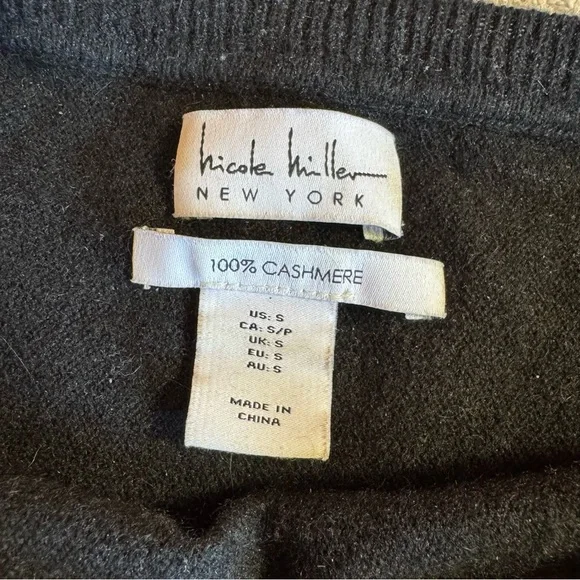 Nicole Miller
NEW YORK
100% CASHMERE
US: S
CA: S/P
UK: S
EU: S
AU: S
MADE IN
CHINA